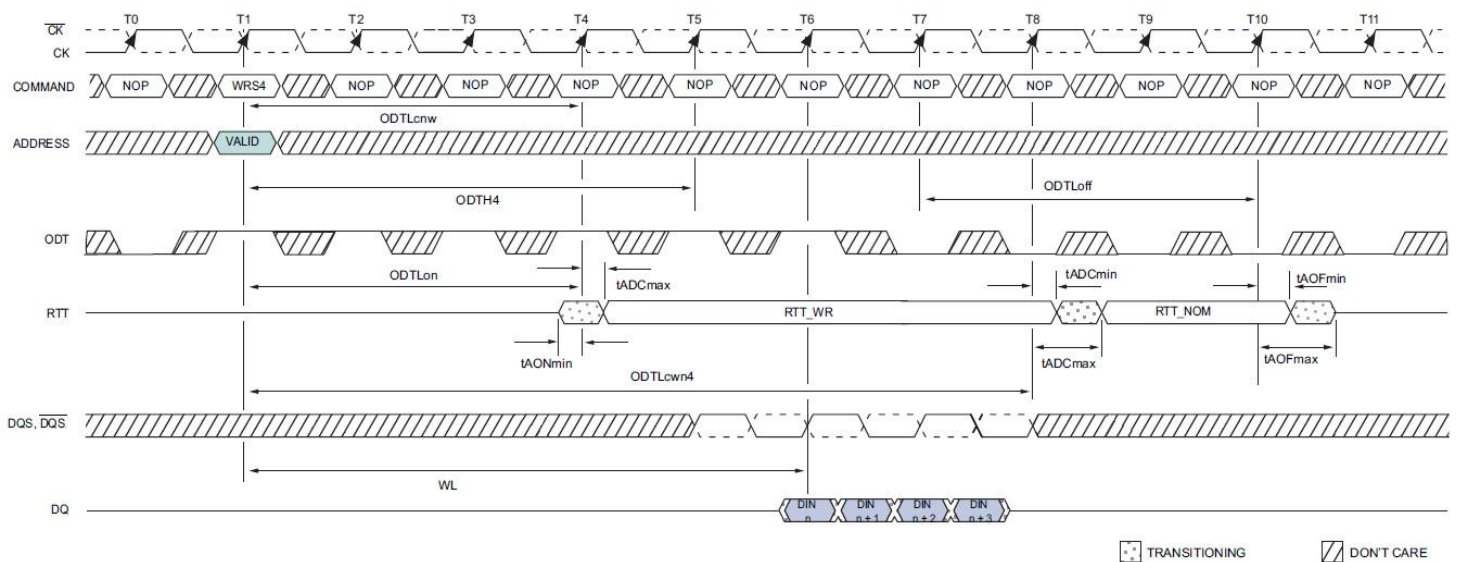 T0 T1 T2 T3 T4 T5 T6 T7 T8 T9 T10 T11
CK
CK
COMMAND NOP WRS4 NOP NOP NOP NOP NOP NOP NOP NOP NOP NOP
ODTLcnw
ADDRESS VALID
ODTH4 ODTLoff
ODT
ODTLon tADCmax tADCmin tAOFmin
RTT RTT_WR RTT_NOM
tAONmin tADCmax tAOFmax
ODTLcwn4
DQS, DQS
WL
DQ DIN n DIN n + 1 DIN n + 2 DIN n + 3
TRANSITIONING DON'T CARE